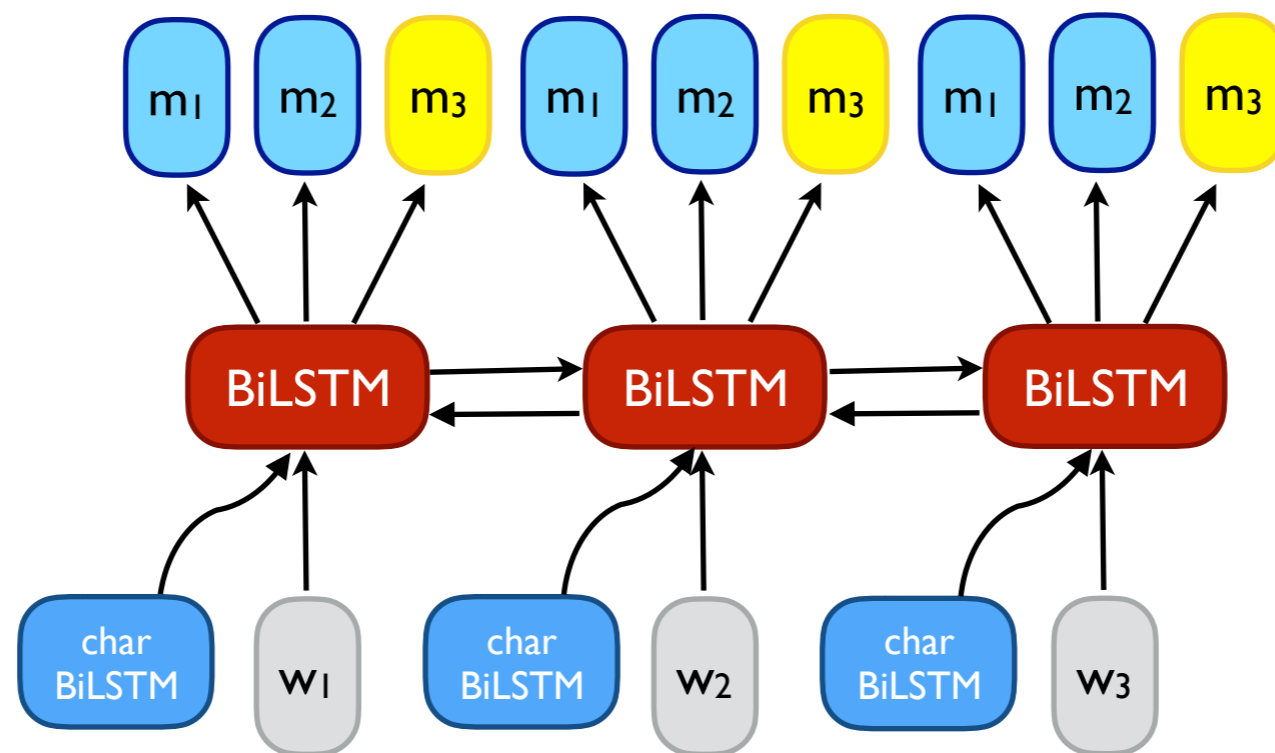 m₁ m₂ m₃ m₁ m₂ m₃ m₁ m₂ m₃
BiLSTM BiLSTM BiLSTM
char BiLSTM w₁ char BiLSTM w₂ char BiLSTM w₃